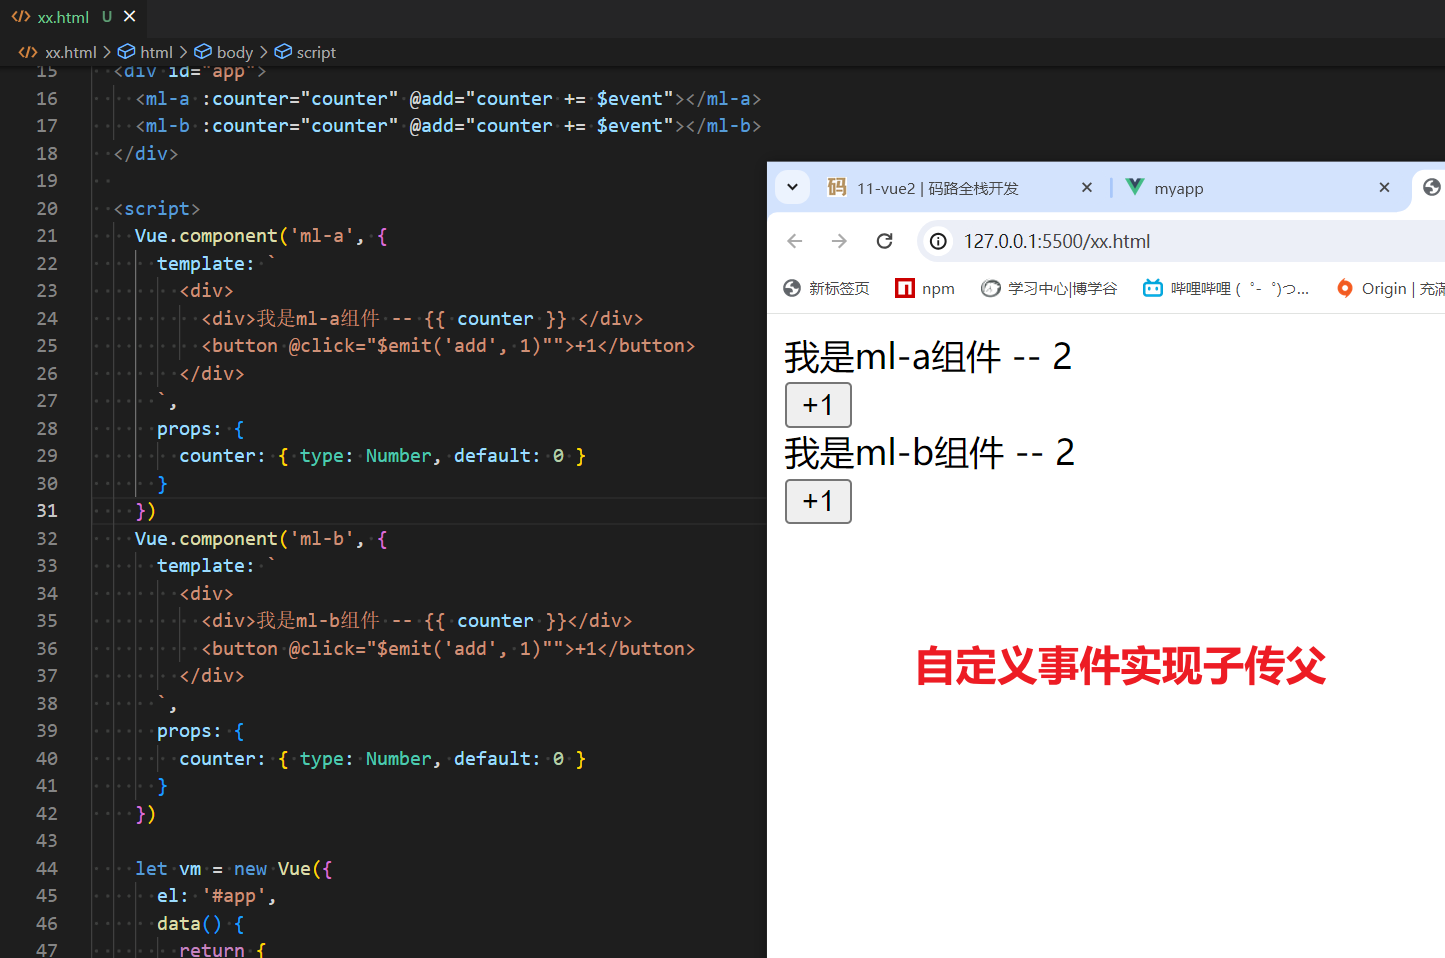 xx.html U
xx.html > html > body > script
15 <div id="app">
16 <ml-a :counter="counter" @add="counter += $event"></ml-a>
17 <ml-b :counter="counter" @add="counter += $event"></ml-b>
18 </div>
19
20 <script>
21 Vue.component('ml-a', {
22 template: `
23 <div>
24 <div>我是ml-a组件 -- {{ counter }} </div>
25 <button @click="$emit('add', 1)"">+1</button>
26 </div>
27 `,
28 props: {
29 counter: { type: Number, default: 0 }
30 }
31 })
32 Vue.component('ml-b', {
33 template: `
34 <div>
35 <div>我是ml-b组件 -- {{ counter }}</div>
36 <button @click="$emit('add', 1)"">+1</button>
37 </div>
38 `,
39 props: {
40 counter: { type: Number, default: 0 }
41 }
42 })
43
44 let vm = new Vue({
45 el: '#app',
46 data() {
47 return {
11-vue2 | 码路全栈开发
myapp
127.0.0.1:5500/xx.html
新标签页 npm 学习中心|博学谷 哔哩哔哩 ( ゜- ゜)つ... Origin | 充满
我是ml-a组件 -- 2
+1
我是ml-b组件 -- 2
+1
自定义事件实现子传父